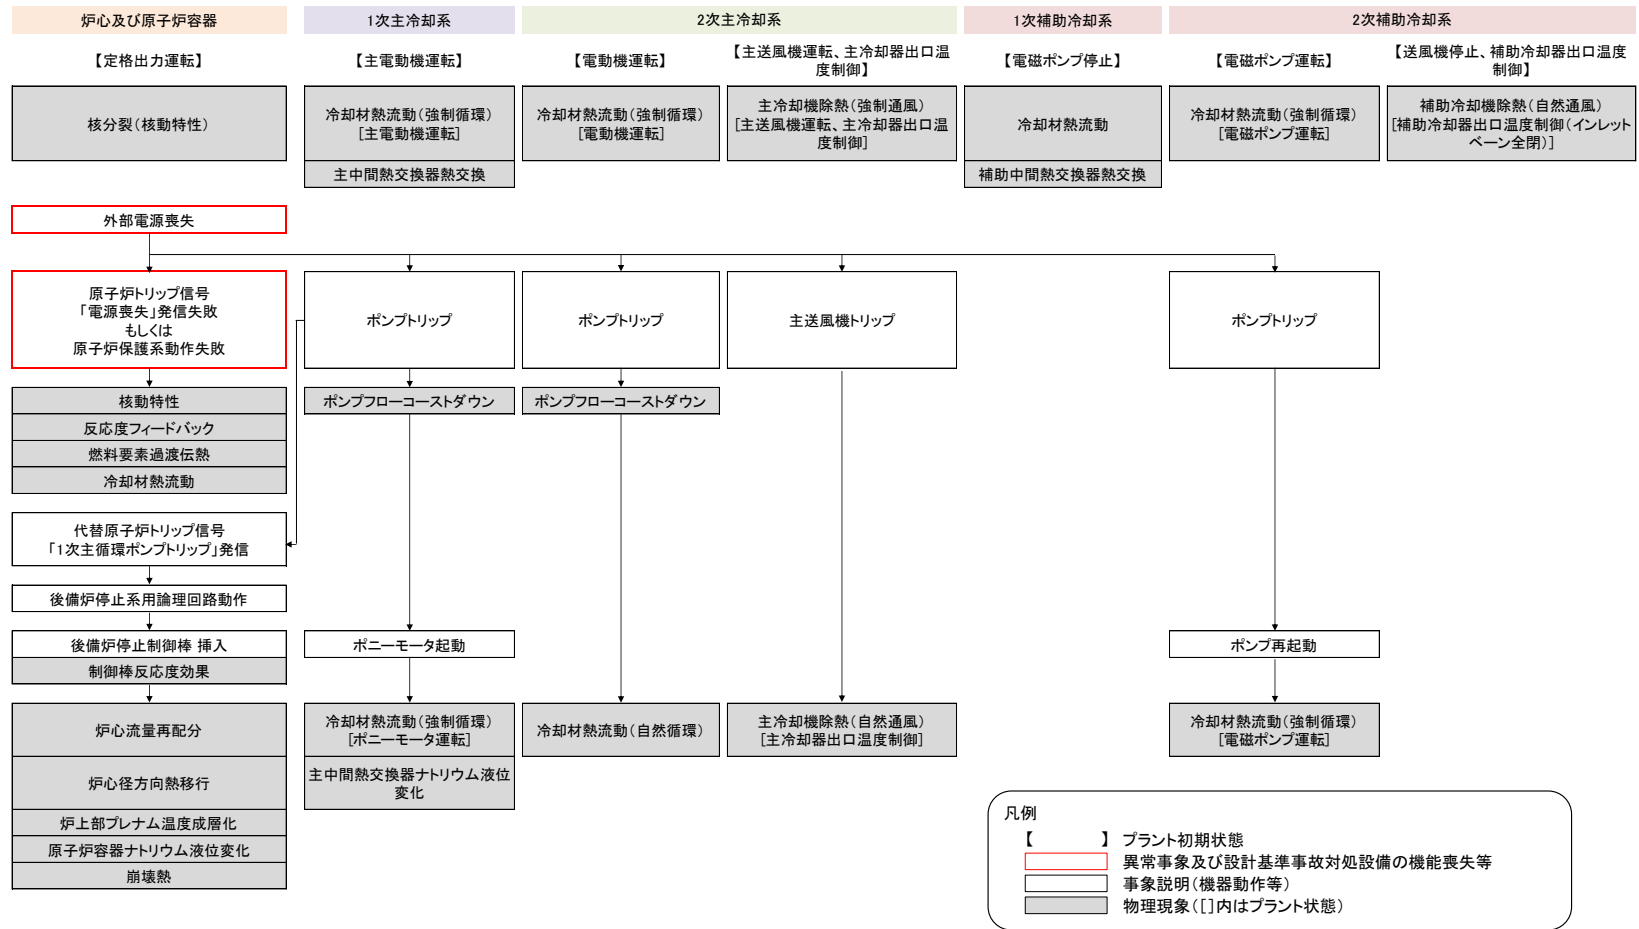 炉心及び原子炉容器
1次主冷却系
2次主冷却系
1次補助冷却系
2次補助冷却系
【定格出力運転】
【主電動機運転】
【電動機運転】
【主送風機運転、主冷却器出口温
度制御】
【電磁ポンプ停止】
【電磁ポンプ運転】
【送風機停止、補助冷却器出口温度
制御】
核分裂(核動特性)
冷却材熱流動(強制循環)
[主電動機運転]
冷却材熱流動(強制循環)
[電動機運転]
主冷却機除熱(強制通風)
[主送風機運転、主冷却器出口温
度制御]
冷却材熱流動
冷却材熱流動(強制循環)
[電磁ポンプ運転]
補助冷却機除熱(自然通風)
[補助冷却器出口温度制御(インレット
ベーン全閉)]
主中間熱交換器熱交換
補助中間熱交換器熱交換
外部電源喪失
原子炉トリップ信号
「電源喪失」発信失敗
もしくは
原子炉保護系動作失敗
ポンプトリップ
ポンプトリップ
主送風機トリップ
ポンプトリップ
核動特性
ポンプフローコーストダウン
ポンプフローコーストダウン
反応度フィードバック
燃料要素過渡伝熱
冷却材熱流動
代替原子炉トリップ信号
「1次主循環ポンプトリップ」発信
後備炉停止系用論理回路動作
後備炉停止制御棒 挿入
ポニーモータ起動
ポンプ再起動
制御棒反応度効果
炉心流量再配分
冷却材熱流動(強制循環)
[ポニーモータ運転]
冷却材熱流動(自然循環)
主冷却機除熱(自然通風)
[主冷却器出口温度制御]
冷却材熱流動(強制循環)
[電磁ポンプ運転]
炉心径方向熱移行
主中間熱交換器ナトリウム液位
変化
炉上部プレナム温度成層化
原子炉容器ナトリウム液位変化
崩壊熱
凡例
【 】 プラント初期状態
異常事象及び設計基準事故対処設備の機能喪失等
事象説明(機器動作等)
物理現象([]内はプラント状態)